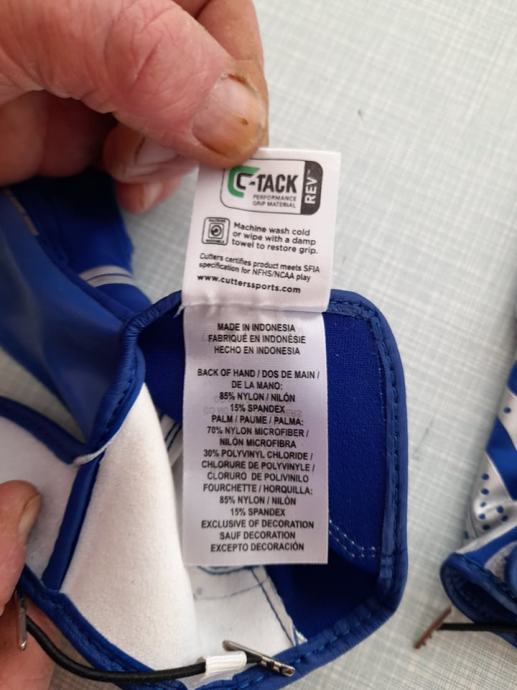 C-TACK
PERFORMANCE
GRIP MATERIAL
REV™
Machine wash cold
or wipe with a damp
towel to restore grip.
Cutters certifies product meets SFIA
specification for NFHS/NCAA play
www.cutterssports.com
MADE IN INDONESIA
FABRIQUÉ EN INDONÉSIE
HECHO EN INDONESIA
BACK OF HAND / DOS DE MAIN /
DE LA MANO:
85% NYLON / NILÓN
15% SPANDEX
PALM / PAUME / PALMA:
70% NYLON MICROFIBER /
NILÓN MICROFIBRA
30% POLYVINYL CHLORIDE /
CHLORURE DE POLYVINYLE /
CLORURO DE POLIVINILO
FOURCHETTE / HORQUILLA:
85% NYLON / NILÓN
15% SPANDEX
EXCLUSIVE OF DECORATION
SAUF DECORATION
EXCEPTO DECORACIÓN